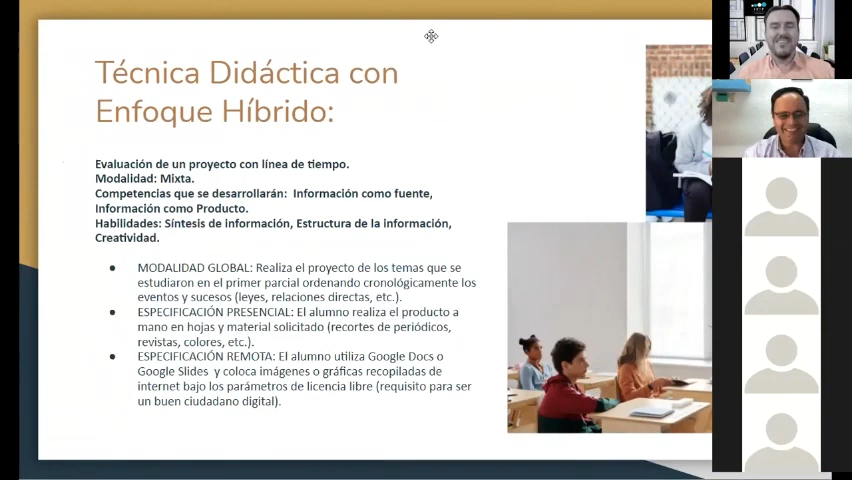 Técnica Didáctica con
Enfoque Híbrido:
Evaluación de un proyecto con línea de tiempo.
Modalidad: Mixta.
Competencias que se desarrollarán:  Información como fuente,
Información como Producto.
Habilidades: Síntesis de información, Estructura de la información,
Creatividad.
● MODALIDAD GLOBAL: Realiza el proyecto de los temas que se
estudiaron en el primer parcial ordenando cronológicamente los
eventos y sucesos (leyes, relaciones directas, etc.).
● ESPECIFICACIÓN PRESENCIAL: El alumno realiza el producto a
mano en hojas y material solicitado (recortes de periódicos,
revistas, colores, etc.).
● ESPECIFICACIÓN REMOTA: El alumno utiliza Google Docs o
Google Slides  y coloca imágenes o gráficas recopiladas de
internet bajo los parámetros de licencia libre (requisito para ser
un buen ciudadano digital).